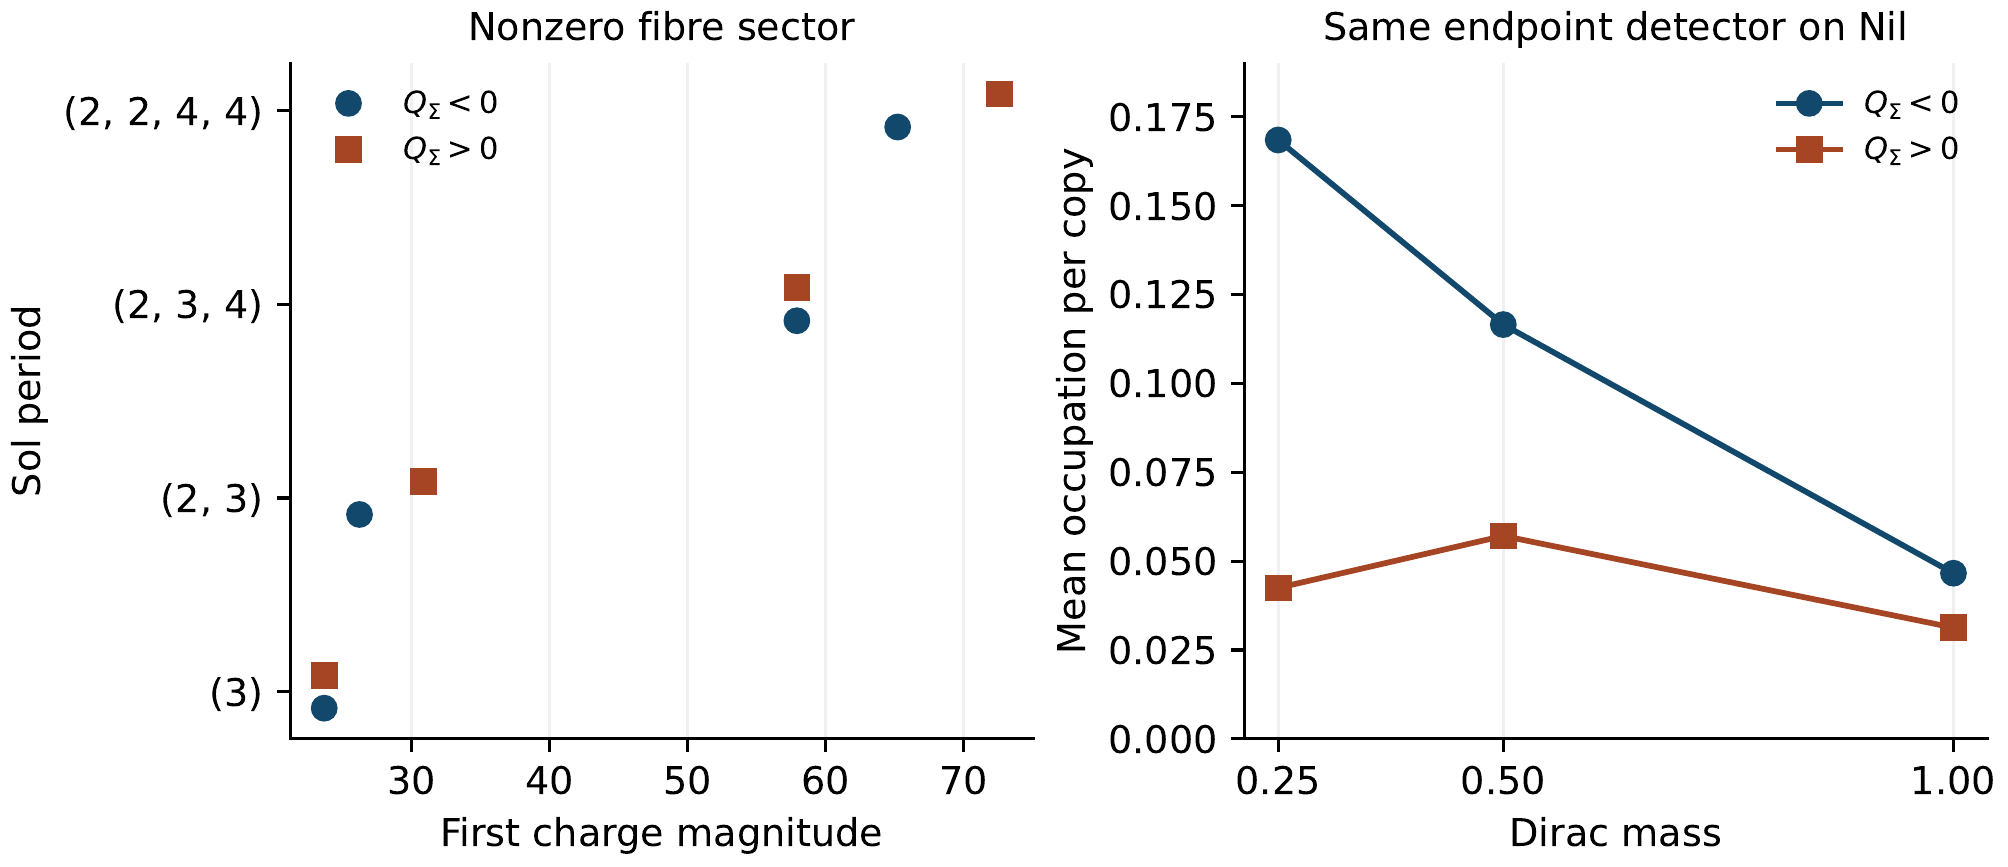 Nonzero fibre sector
Q_Σ < 0
Q_Σ > 0
Sol period
(2, 2, 4, 4)
(2, 3, 4)
(2, 3)
(3)
30 40 50 60 70
First charge magnitude
Same endpoint detector on Nil
Q_Σ < 0
Q_Σ > 0
Mean occupation per copy
0.175
0.150
0.125
0.100
0.075
0.050
0.025
0.000
0.25 0.50 1.00
Dirac mass